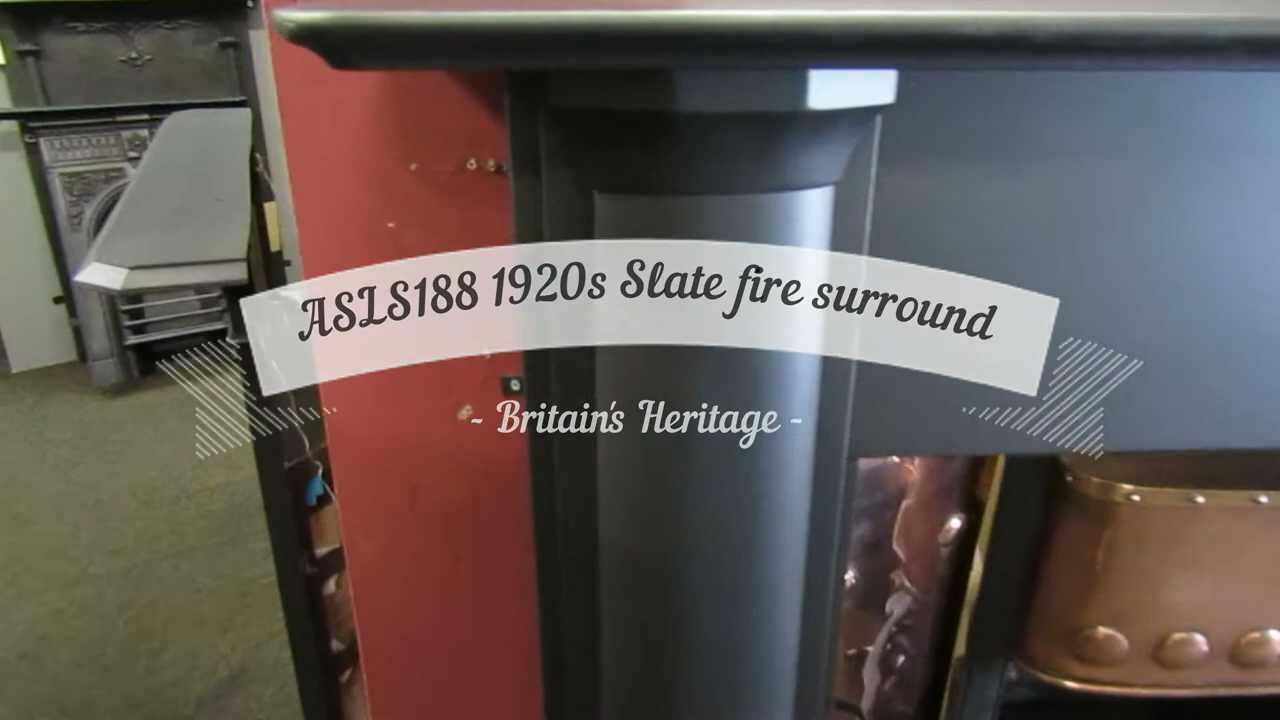 ASLS188 1920s Slate fire surround
- Britain's Heritage -